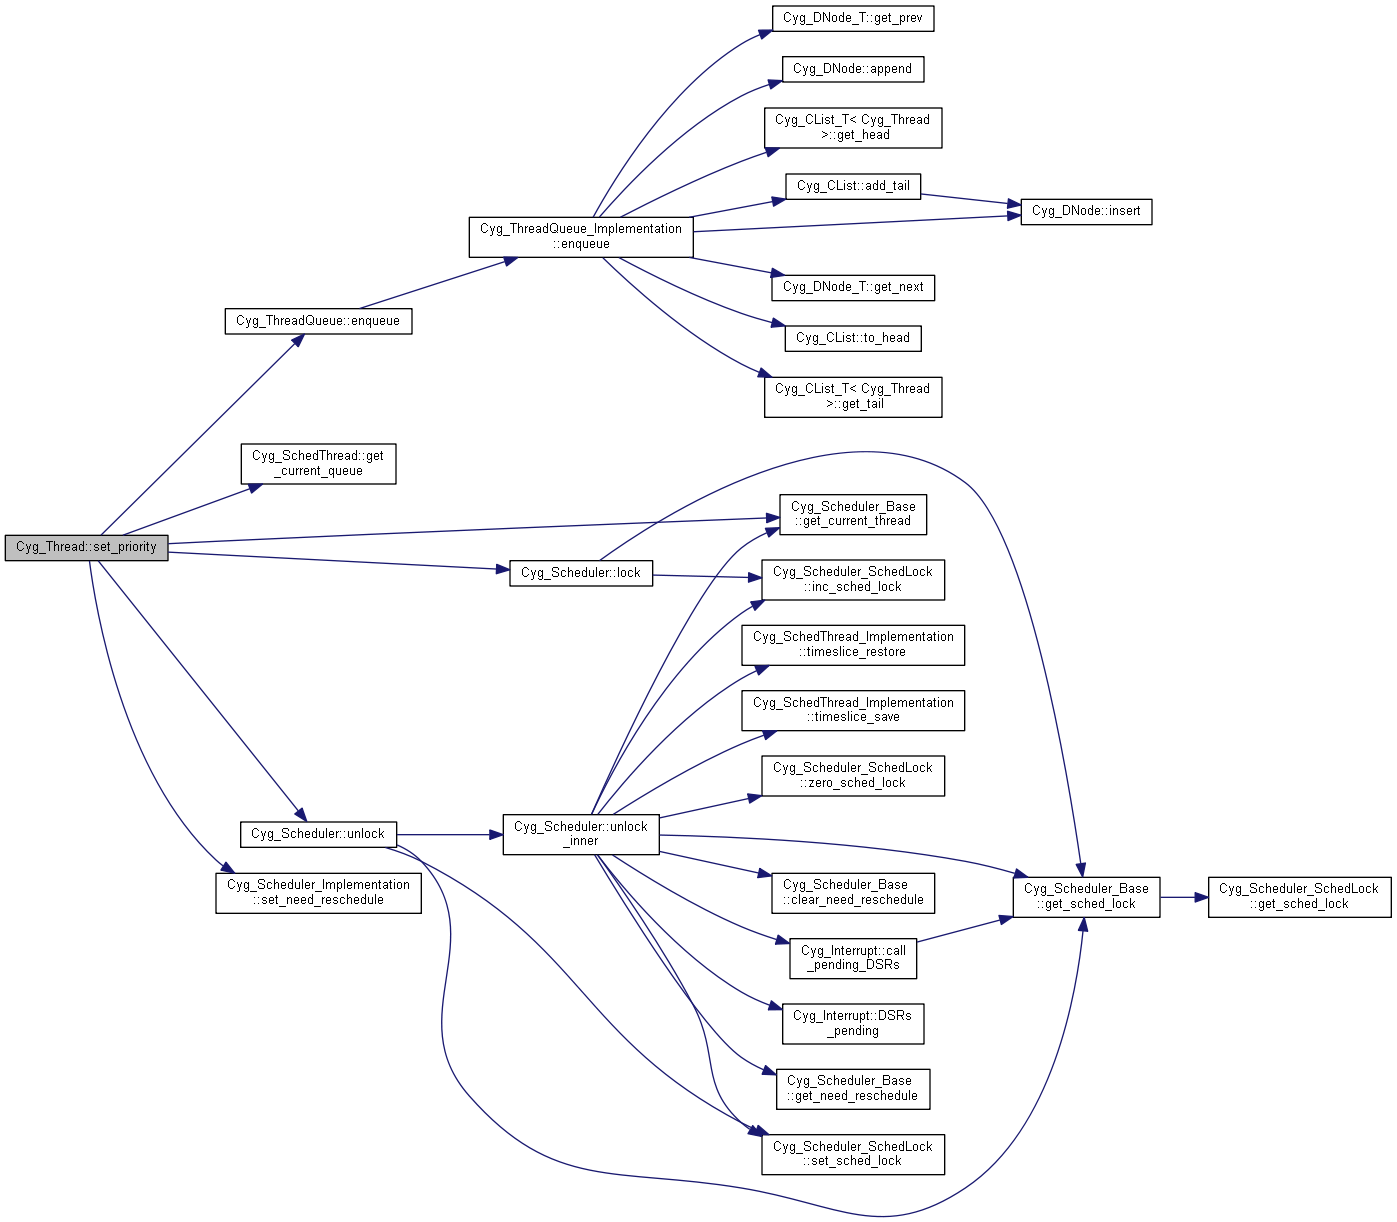 Cyg_DNode_T::get_prev
Cyg_DNode::append
Cyg_CList_T< Cyg_Thread
>::get_head
Cyg_CList::add_tail
Cyg_DNode::insert
Cyg_ThreadQueue_Implementation
::enqueue
Cyg_DNode_T::get_next
Cyg_ThreadQueue::enqueue
Cyg_CList::to_head
Cyg_CList_T< Cyg_Thread
>::get_tail
Cyg_SchedThread::get
_current_queue
Cyg_Scheduler_Base
::get_current_thread
Cyg_Thread::set_priority
Cyg_Scheduler::lock
Cyg_Scheduler_SchedLock
::inc_sched_lock
Cyg_SchedThread_Implementation
::timeslice_restore
Cyg_SchedThread_Implementation
::timeslice_save
Cyg_Scheduler_SchedLock
::zero_sched_lock
Cyg_Scheduler::unlock
Cyg_Scheduler::unlock
_inner
Cyg_Scheduler_Implementation
::set_need_reschedule
Cyg_Scheduler_Base
::clear_need_reschedule
Cyg_Scheduler_Base
::get_sched_lock
Cyg_Scheduler_SchedLock
::get_sched_lock
Cyg_Interrupt::call
_pending_DSRs
Cyg_Interrupt::DSRs
_pending
Cyg_Scheduler_Base
::get_need_reschedule
Cyg_Scheduler_SchedLock
::set_sched_lock